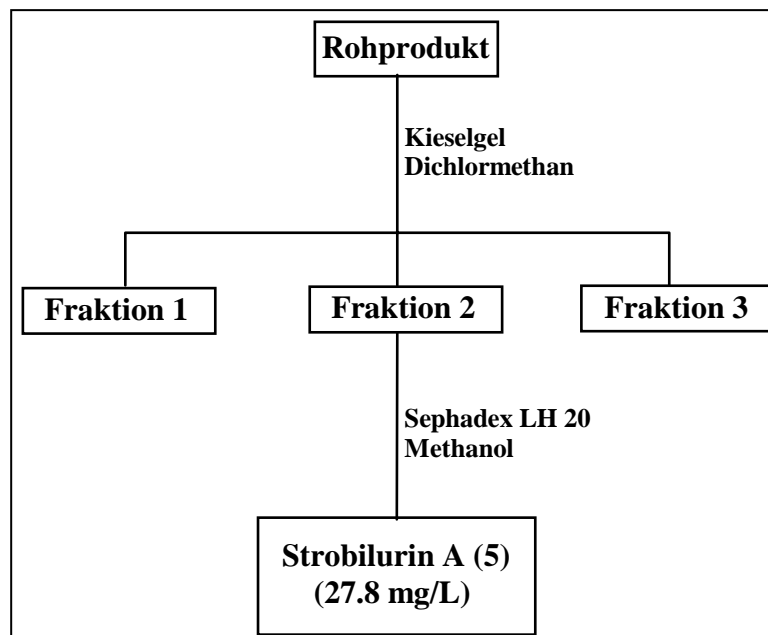 Rohprodukt
Kieselgel
Dichlormethan
Fraktion 1
Fraktion 2
Fraktion 3
Sephadex LH 20
Methanol
Strobilurin A (5)
(27.8 mg/L)